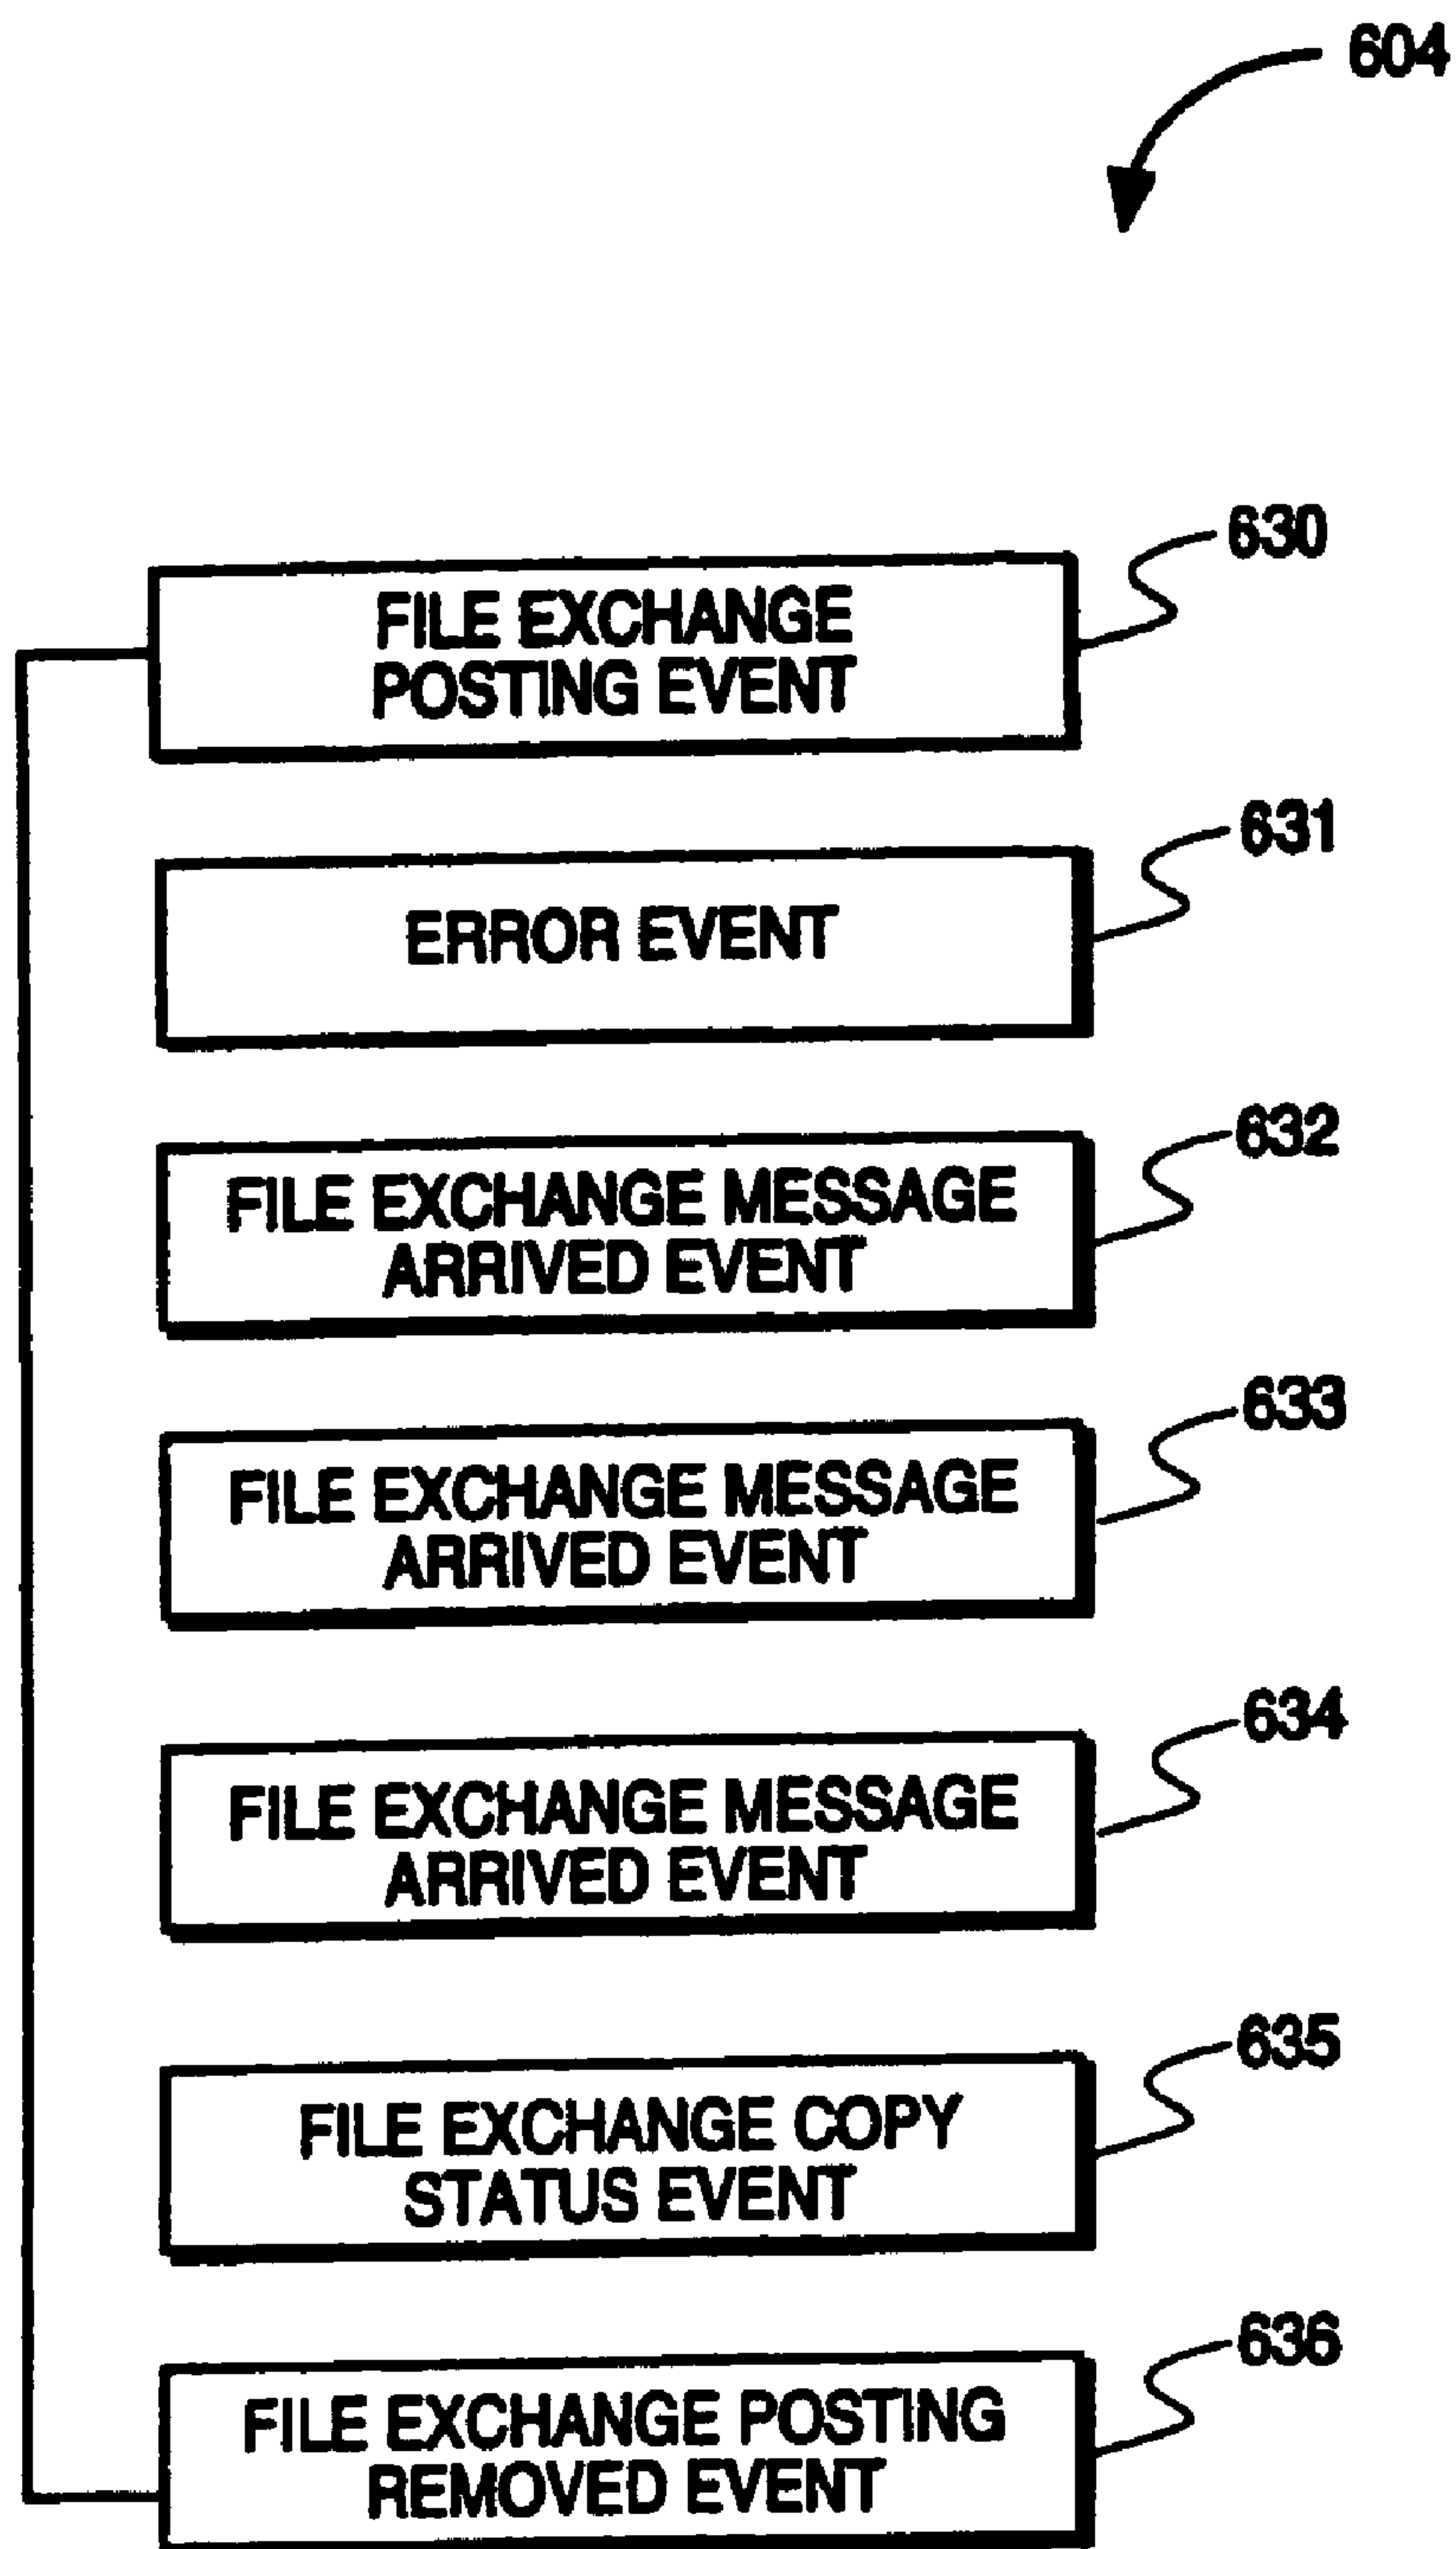 604
630
FILE EXCHANGE
POSTING EVENT
631
ERROR EVENT
632
FILE EXCHANGE MESSAGE
ARRIVED EVENT
633
FILE EXCHANGE MESSAGE
ARRIVED EVENT
634
FILE EXCHANGE MESSAGE
ARRIVED EVENT
635
FILE EXCHANGE COPY
STATUS EVENT
636
FILE EXCHANGE POSTING
REMOVED EVENT